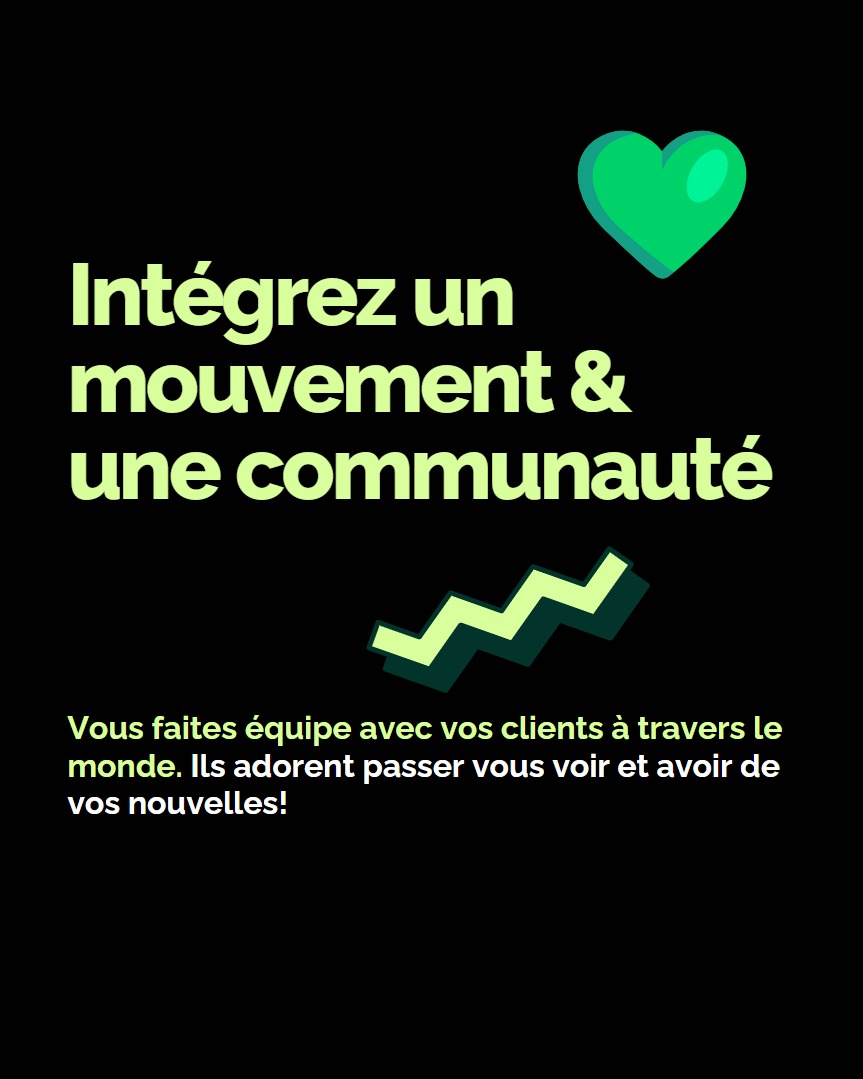 Intégrez un
mouvement &
une communauté
Vous faites équipe avec vos clients à travers le
monde. Ils adorent passer vous voir et avoir de
vos nouvelles!